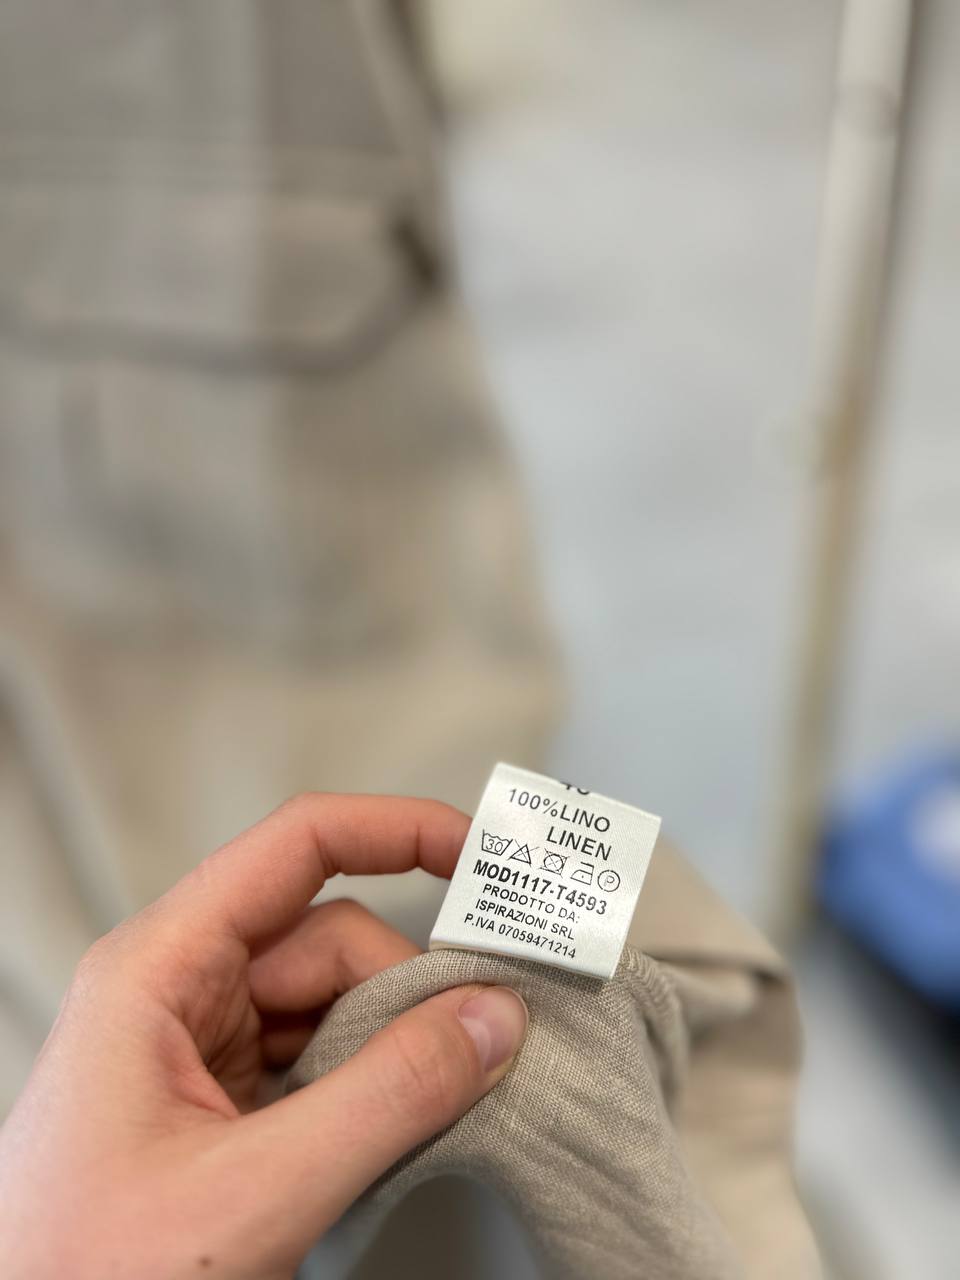 100%LINO
LINEN
30 P
MOD1117-T4593
PRODOTTO DA:
ISPIRAZIONI SRL
P.IVA 07059471214